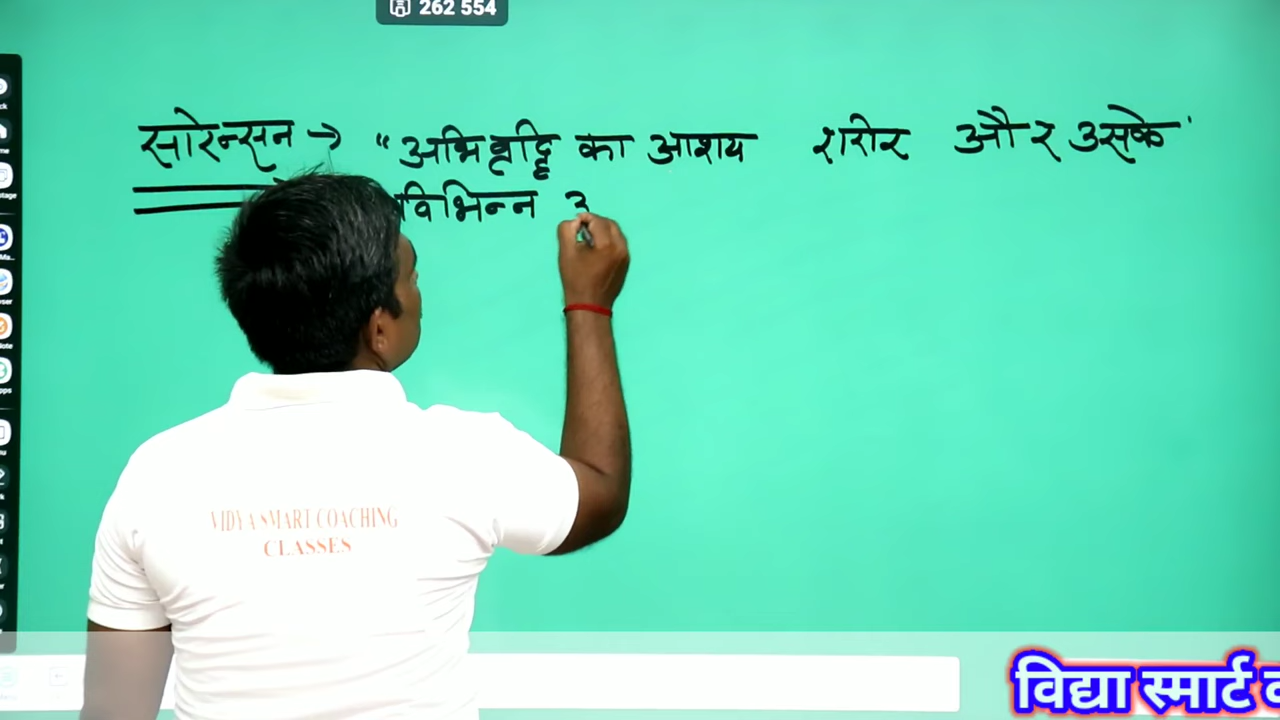 262 554
सोरेन्सन → "अभिवृद्धि का आशय शरीर और उसके
विभिन्न
VIDYA SMART COACHING
CLASSES
विद्या स्मार्ट